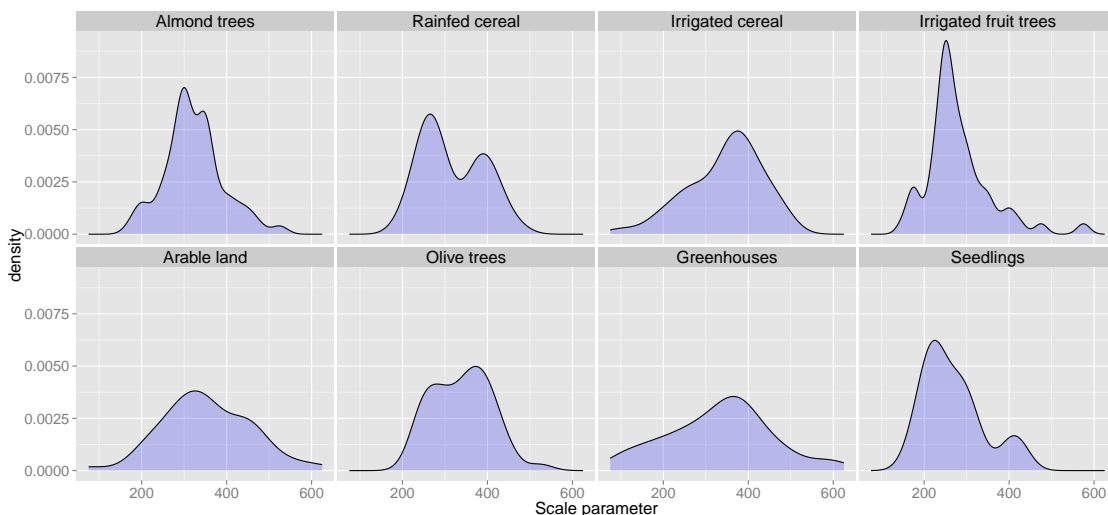 Almond trees Rainfed cereal Irrigated cereal Irrigated fruit trees
0.0075
0.0050
0.0025
0.0000
density
Arable land Olive trees Greenhouses Seedlings
0.0075
0.0050
0.0025
0.0000
200 400 600 200 400 600 200 400 600 200 400 600
Scale parameter